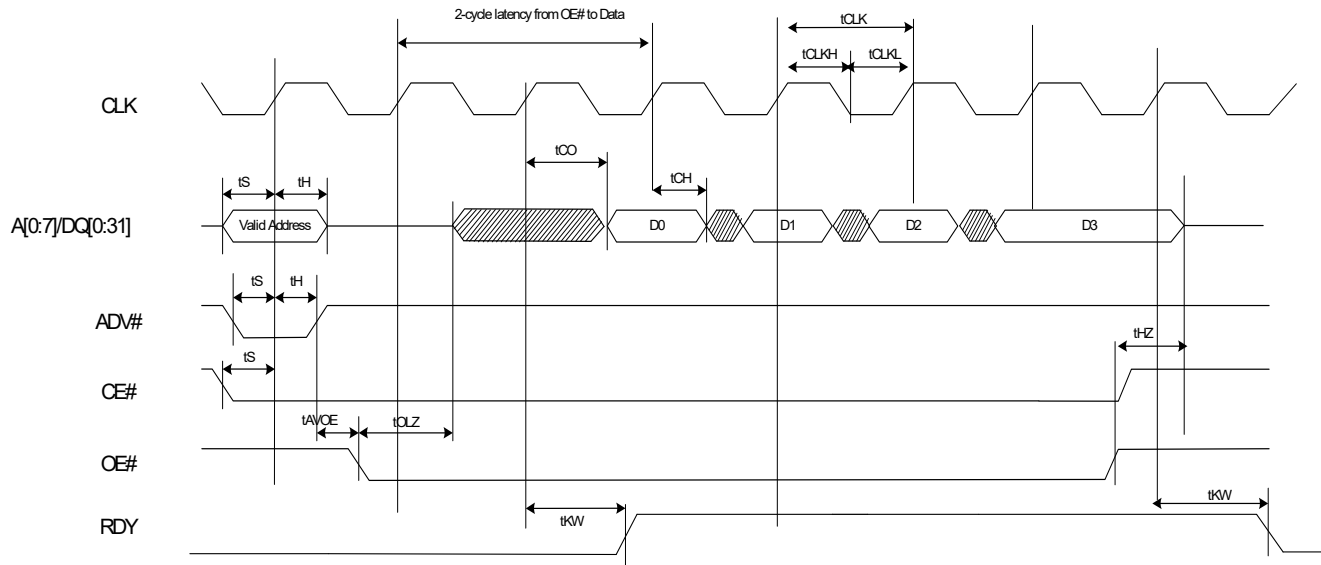 2-cycle latency from OE# to Data
tCLK
tCLKH
tCLKL
CLK
tCO
tS
tH
tCH
A[0:7]/DQ[0:31]
Valid Address
D0
D1
D2
D3
tS
tH
ADV#
tHZ
tS
CE#
tAVOE
tOLZ
OE#
tKW
tKW
RDY